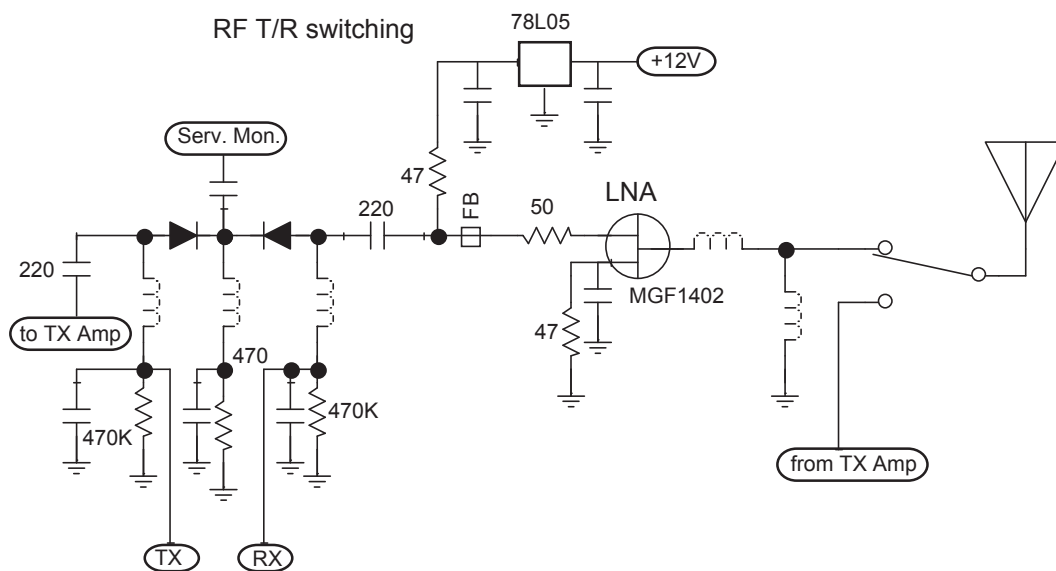 RF T/R switching
78L05
+12V
Serv. Mon.
47
220
FB
50
LNA
220
MGF1402
to TX Amp
47
470
470K
470K
from TX Amp
TX
RX